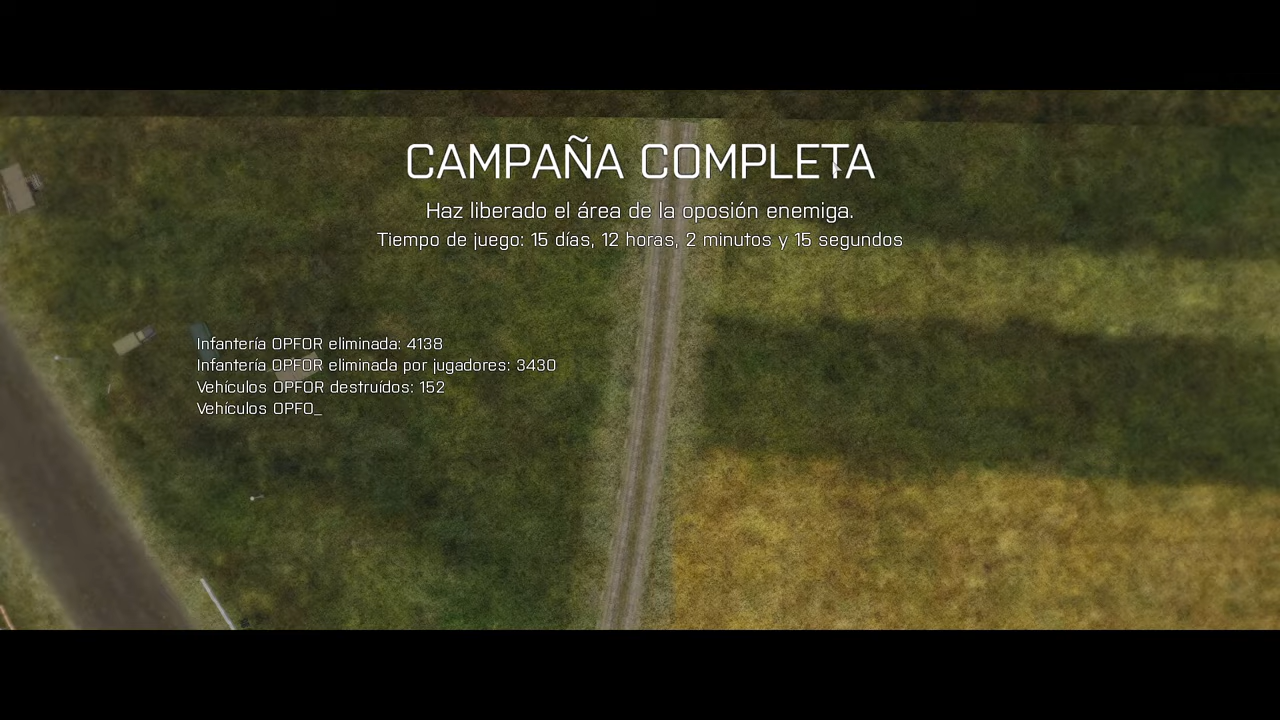 CAMPAÑA COMPLETA
Haz liberado el área de la oposión enemiga.
Tiempo de juego: 15 días, 12 horas, 2 minutos y 15 segundos
Infantería OPFOR eliminada: 4138
Infantería OPFOR eliminada por jugadores: 3430
Vehículos OPFOR destruídos: 152
Vehículos OPFO_